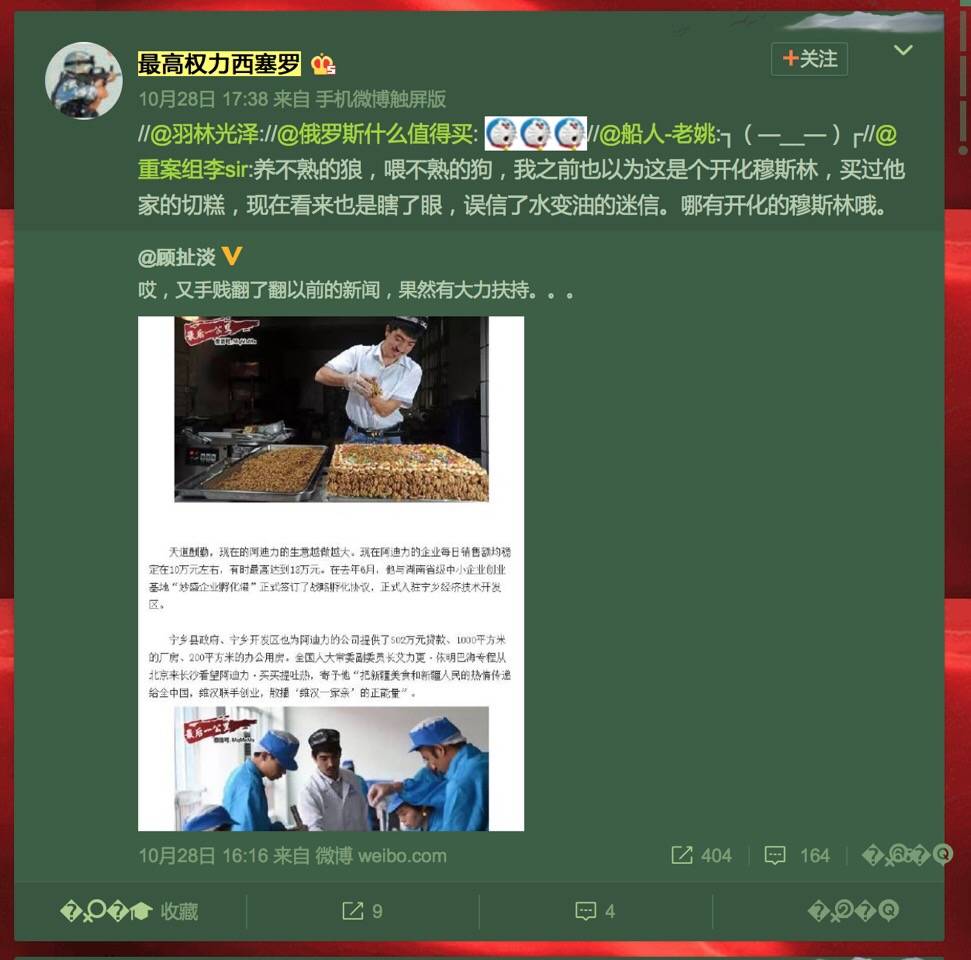 最高权力西塞罗
+关注
10月28日 17:38 来自 手机微博触屏版
//@羽林光泽://@俄罗斯什么值得买: //@船人-老姚:┐(—__—)┌//@
重案组李sir:养不熟的狼，喂不熟的狗，我之前也以为这是个开化穆斯林，买过他
家的切糕，现在看来也是瞎了眼，误信了水变油的迷信。哪有开化的穆斯林哦。
@顾扯淡
哎，又手贱翻了翻以前的新闻，果然有大力扶持。。。
最后一公里
天道酬勤，现在的阿迪力的生意越做越大。现在阿迪力的企业每日销售额均稳
定在10万元左右，有时最高达到13万元。在去年6月，他与湖南省级中小企业创业
基地“妙盛企业孵化港”正式签订了战略孵化协议，正式入驻宁乡经济技术开发
区。
宁乡县政府、宁乡开发区也为阿迪力的公司提供了502万元贷款、1000平方米
的厂房、200平方米的办公用房，全国人大常委副委员长艾力更·依明巴海专程从
北京来长沙看望阿迪力·买买提吐热，寄予他“把新疆美食和新疆人民的热情传递
给全中国，维汉联手创业，散播‘维汉一家亲’的正能量”。
最后一公里
10月28日 16:16 来自 微博 weibo.com
404
164
收藏
9
4